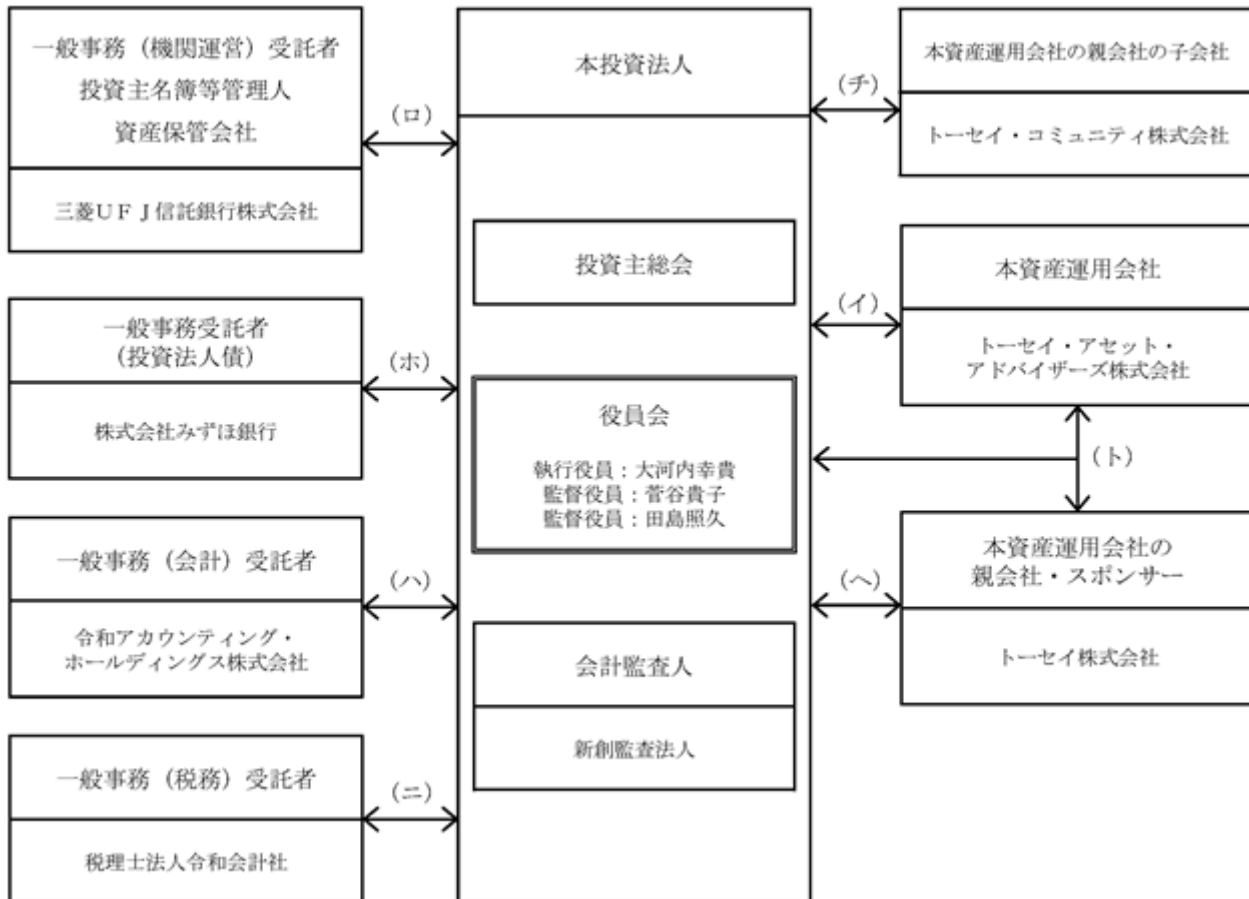 一般事務（機関運営）受託者
投資主名簿等管理人
資産保管会社
三菱ＵＦＪ信託銀行株式会社
（ロ）
一般事務受託者
（投資法人債）
株式会社みずほ銀行
（ホ）
一般事務（会計）受託者
令和アカウンティング・
ホールディングス株式会社
（ハ）
一般事務（税務）受託者
税理士法人令和会計社
（ニ）
本投資法人
投資主総会
役員会
執行役員：大河内幸貴
監督役員：菅谷貴子
監督役員：田島照久
会計監査人
新創監査法人
（チ）
本資産運用会社の親会社の子会社
トーセイ・コミュニティ株式会社
（イ）
本資産運用会社
トーセイ・アセット・
アドバイザーズ株式会社
（ト）
（ヘ）
本資産運用会社の
親会社・スポンサー
トーセイ株式会社